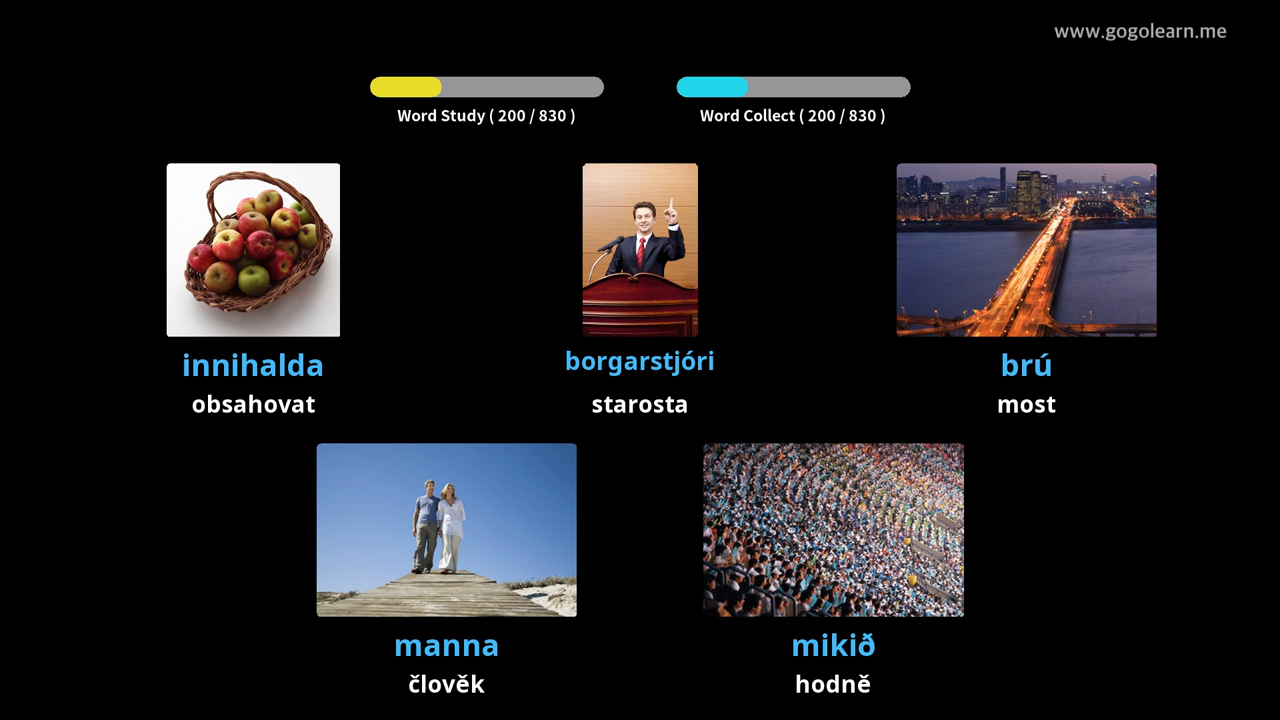 www.gogolearn.me
Word Study ( 200 / 830 )
Word Collect ( 200 / 830 )
innihalda
obsahovat
borgarstjóri
starosta
brú
most
manna
člověk
mikið
hodně